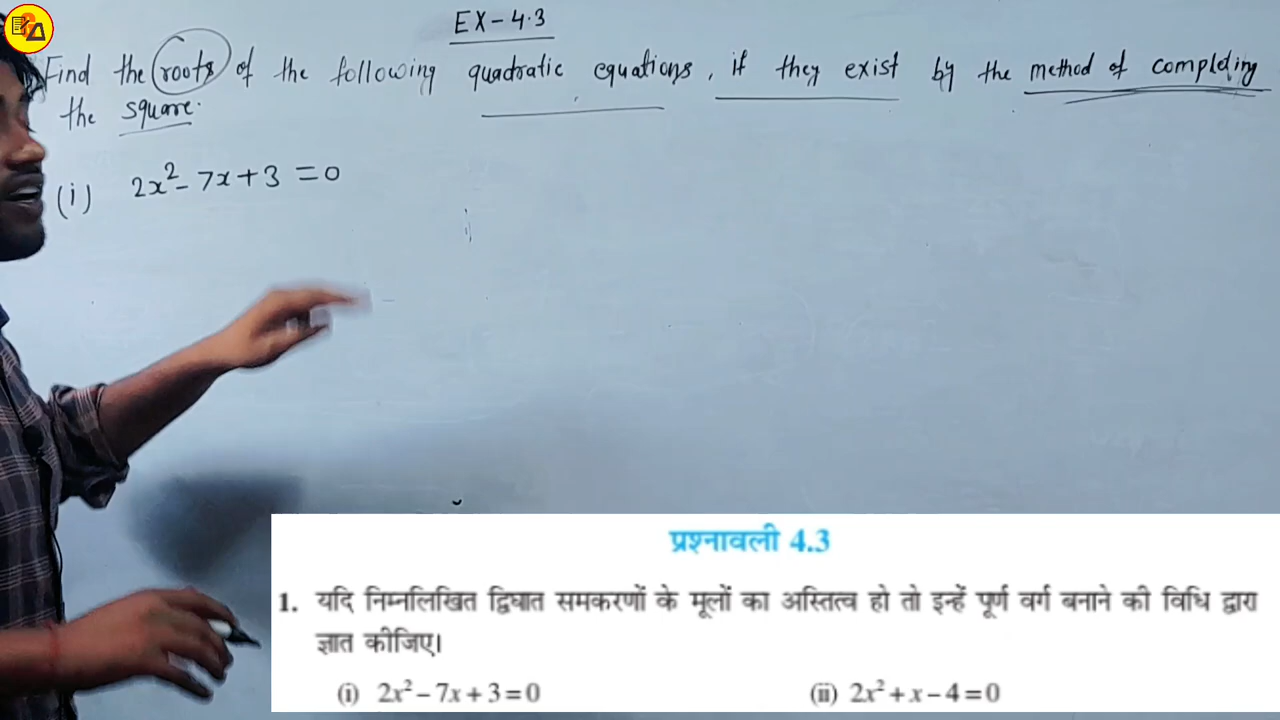 EX-4.3
Find the roots of the following quadratic equations, if they exist by the method of completing
the square.
(i) 2x²-7x+3=0
प्रश्नावली 4.3
1. यदि निम्नलिखित द्विघात समकरणों के मूलों का अस्तित्व हो तो इन्हें पूर्ण वर्ग बनाने की विधि द्वारा
ज्ञात कीजिए।
(i) 2x²-7x+3=0 (ii) 2x²+x-4=0